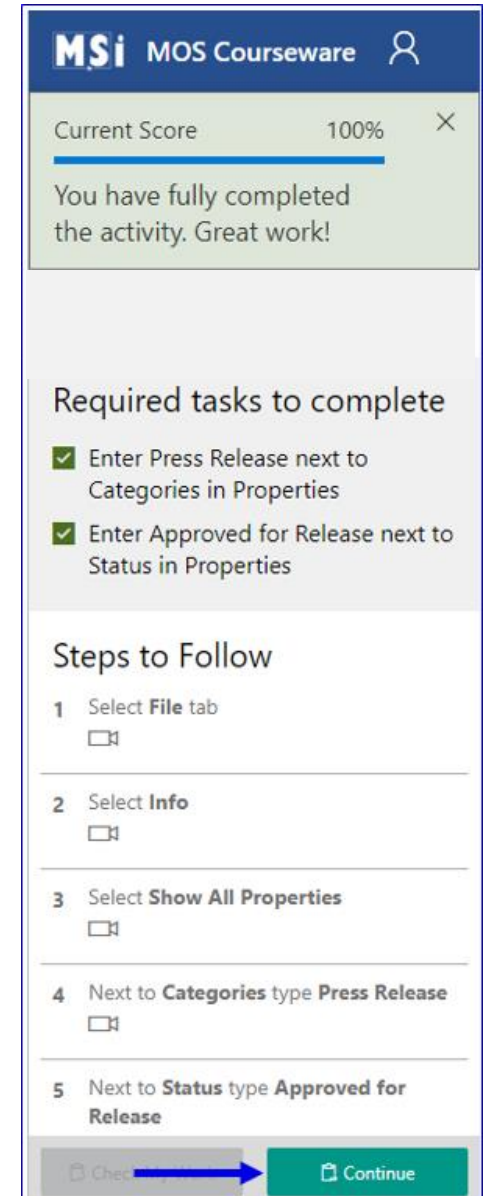 MSi MOS Courseware
Current Score 100%
You have fully completed
the activity. Great work!
Required tasks to complete
Enter Press Release next to
Categories in Properties
Enter Approved for Release next to
Status in Properties
Steps to Follow
1 Select File tab
2 Select Info
3 Select Show All Properties
4 Next to Categories type Press Release
5 Next to Status type Approved for
Release
Check Continue